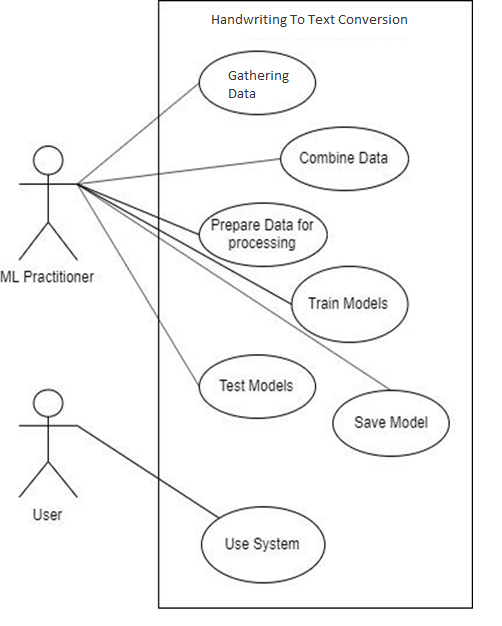 Handwriting To Text Conversion
Gathering
Data
Combine Data
Prepare Data for
processing
ML Practitioner
Train Models
Test Models
Save Model
User
Use System